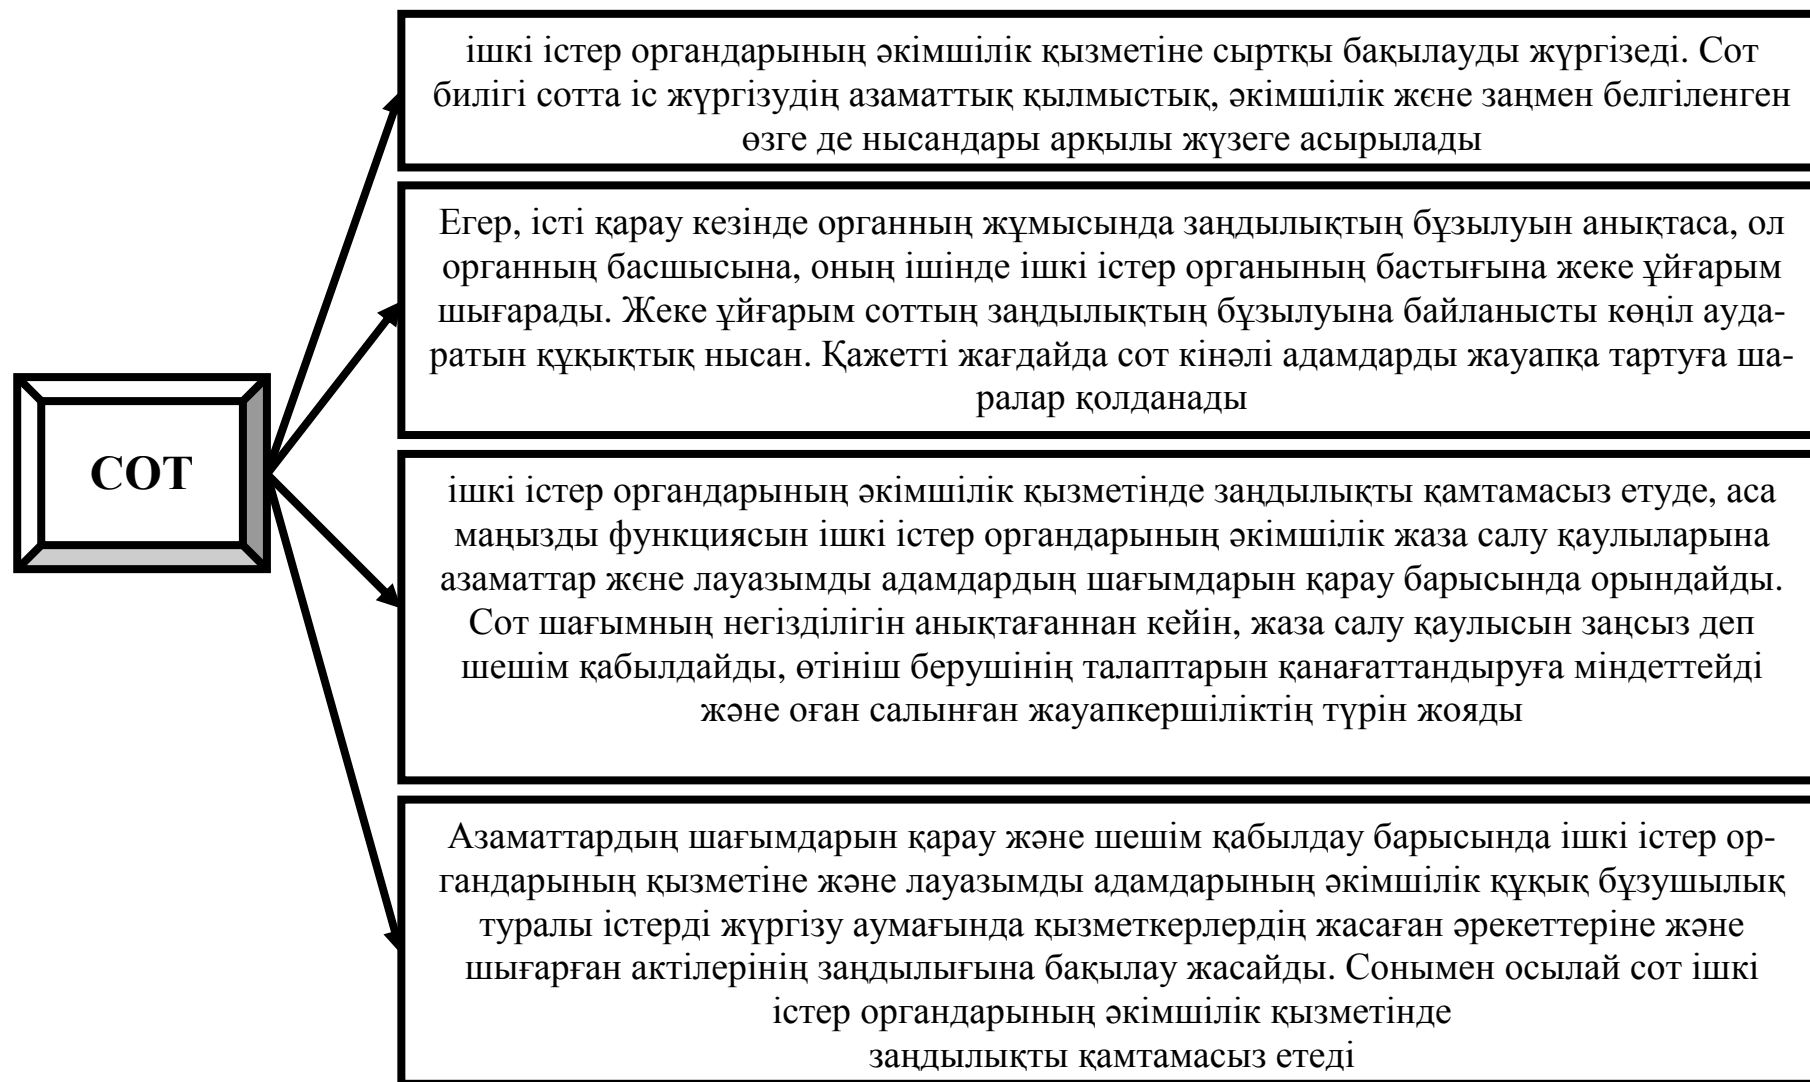 ішкі істер органдарының әкімшілік қызметіне сыртқы бақылауды жүргізеді. Сот
билігі сотта іс жүргізудің азаматтық қылмыстық, әкімшілік жєне заңмен белгіленген
өзге де нысандары арқылы жүзеге асырылады
Егер, істі қарау кезінде органның жұмысында заңдылықтың бұзылуын анықтаса, ол
органның басшысына, оның ішінде ішкі істер органының бастығына жеке ұйғарым
шығарады. Жеке ұйғарым соттың заңдылықтың бұзылуына байланысты көңіл ауда-
ратын құқықтық нысан. Қажетті жағдайда сот кінәлі адамдарды жауапқа тартуға ша-
ралар қолданады
СОТ
ішкі істер органдарының әкімшілік қызметінде заңдылықты қамтамасыз етуде, аса
маңызды функциясын ішкі істер органдарының әкімшілік жаза салу қаулыларына
азаматтар жєне лауазымды адамдардың шағымдарын қарау барысында орындайды.
Сот шағымның негізділігін анықтағаннан кейін, жаза салу қаулысын заңсыз деп
шешім қабылдайды, өтініш берушінің талаптарын қанағаттандыруға міндеттейді
және оған салынған жауапкершіліктің түрін жояды
Азаматтардың шағымдарын қарау және шешім қабылдау барысында ішкі істер ор-
гандарының қызметіне және лауазымды адамдарының әкімшілік құқық бұзушылық
туралы істерді жүргізу аумағында қызметкерлердің жасаған әрекеттеріне және
шығарған актілерінің заңдылығына бақылау жасайды. Сонымен осылай сот ішкі
істер органдарының әкімшілік қызметінде
заңдылықты қамтамасыз етеді